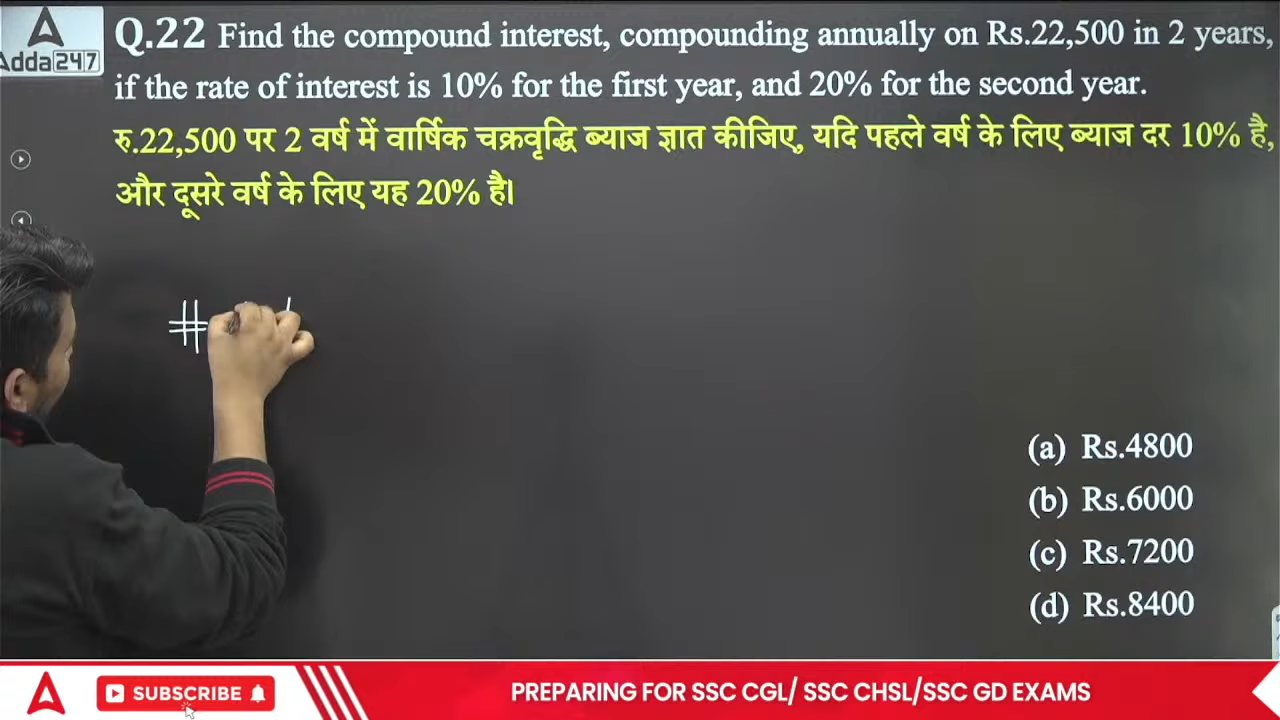 Adda247
Q.22 Find the compound interest, compounding annually on Rs.22,500 in 2 years,
if the rate of interest is 10% for the first year, and 20% for the second year.
रु.22,500 पर 2 वर्ष में वार्षिक चक्रवृद्धि ब्याज ज्ञात कीजिए, यदि पहले वर्ष के लिए ब्याज दर 10% है,
और दूसरे वर्ष के लिए यह 20% है।
#
(a) Rs.4800
(b) Rs.6000
(c) Rs.7200
(d) Rs.8400
SUBSCRIBE
PREPARING FOR SSC CGL/ SSC CHSL/SSC GD EXAMS